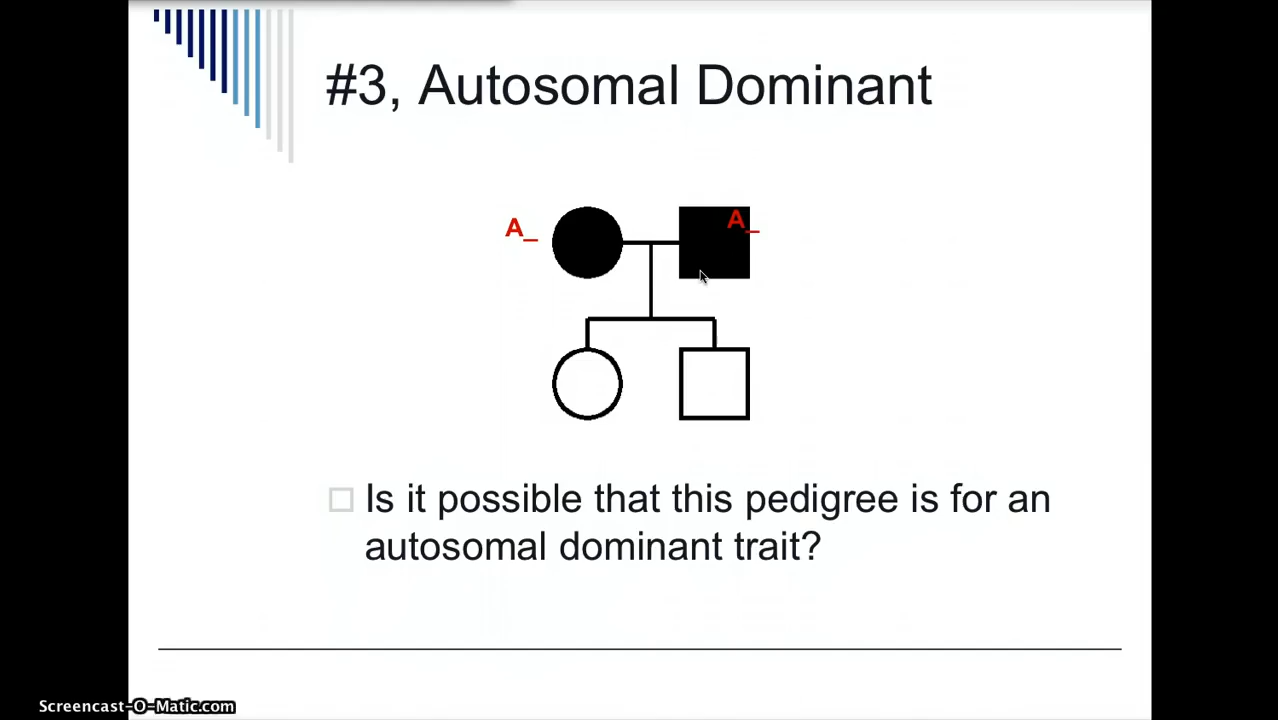 #3, Autosomal Dominant
A_
A_
Is it possible that this pedigree is for an
autosomal dominant trait?
Screencast-O-Matic.com